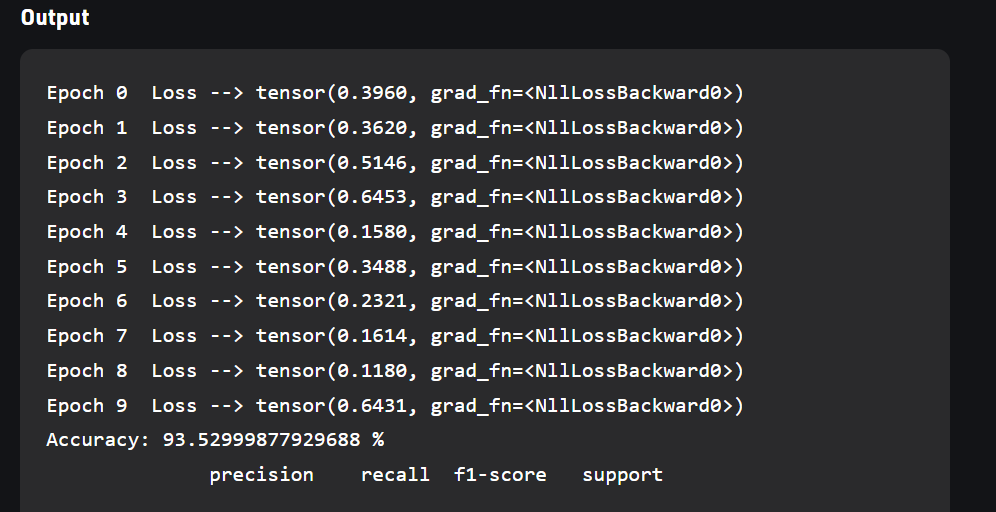 Output
Epoch 0  Loss --> tensor(0.3960, grad_fn=<NllLossBackward0>)
Epoch 1  Loss --> tensor(0.3620, grad_fn=<NllLossBackward0>)
Epoch 2  Loss --> tensor(0.5146, grad_fn=<NllLossBackward0>)
Epoch 3  Loss --> tensor(0.6453, grad_fn=<NllLossBackward0>)
Epoch 4  Loss --> tensor(0.1580, grad_fn=<NllLossBackward0>)
Epoch 5  Loss --> tensor(0.3488, grad_fn=<NllLossBackward0>)
Epoch 6  Loss --> tensor(0.2321, grad_fn=<NllLossBackward0>)
Epoch 7  Loss --> tensor(0.1614, grad_fn=<NllLossBackward0>)
Epoch 8  Loss --> tensor(0.1180, grad_fn=<NllLossBackward0>)
Epoch 9  Loss --> tensor(0.6431, grad_fn=<NllLossBackward0>)
Accuracy: 93.52999877929688 %
              precision    recall  f1-score   support